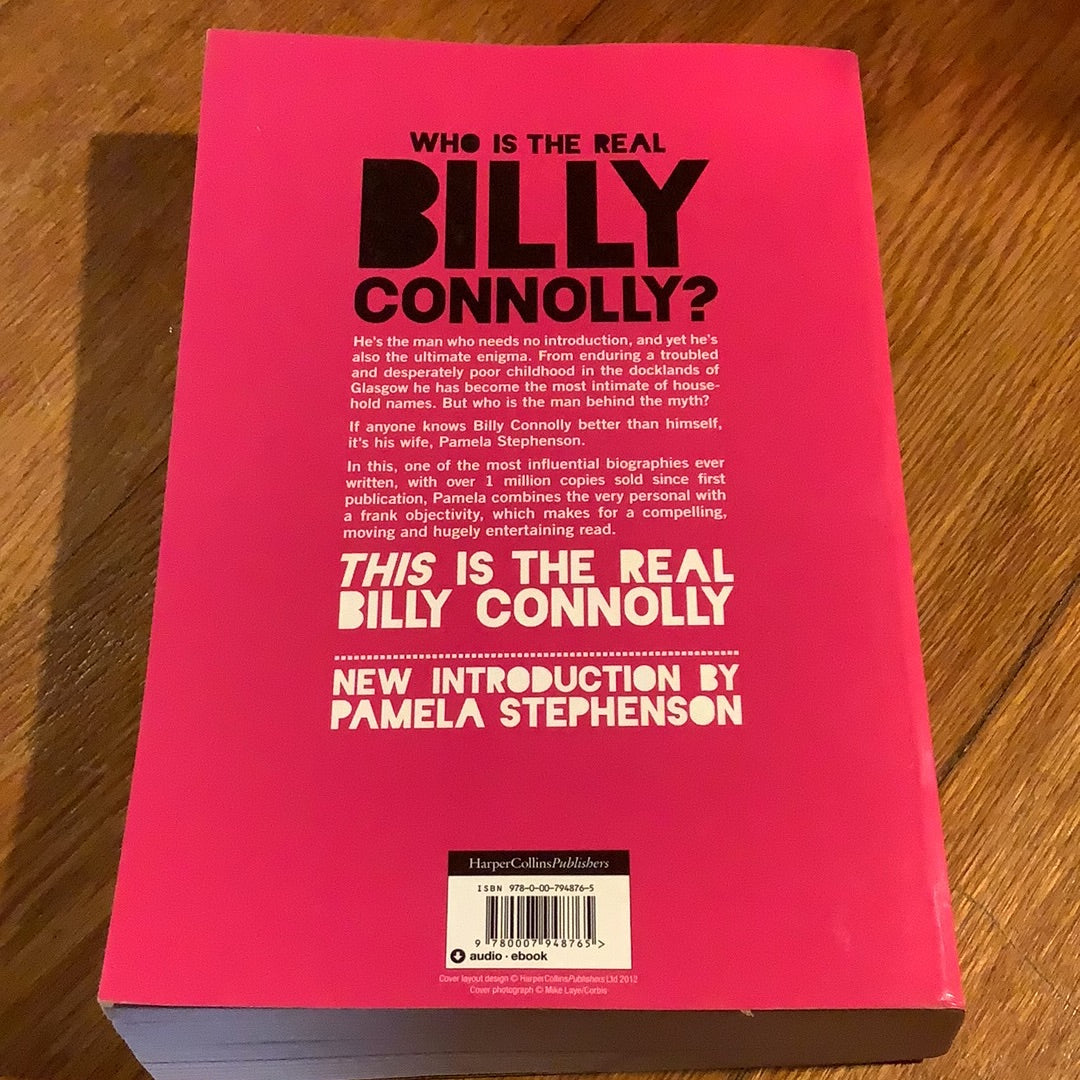 WHO IS THE REAL
BILLY
CONNOLLY?
He's the man who needs no introduction, and yet he's
also the ultimate enigma. From enduring a troubled
and desperately poor childhood in the docklands of
Glasgow he has become the most intimate of house-
hold names. But who is the man behind the myth?
If anyone knows Billy Connolly better than himself,
it's his wife, Pamela Stephenson.
In this, one of the most influential biographies ever
written, with over 1 million copies sold since first
publication, Pamela combines the very personal with
a frank objectivity, which makes for a compelling,
moving and hugely entertaining read.
THIS IS THE REAL
BILLY CONNOLLY
NEW INTRODUCTION BY
PAMELA STEPHENSON
HarperCollinsPublishers
ISBN 978-0-00-794876-5
9 780007 948765 >
audio · ebook
Cover layout design © HarperCollinsPublishers Ltd 2012
Cover photograph © Mike Laye/Corbis